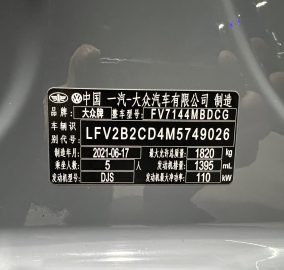 中国 一汽-大众汽车有限公司 制造
品牌: 大众牌 整车型号: FV7144MBDCG
车辆识别代号: LFV2B2CD4M5749026
制造年月: 2021-06-17 最大允许总质量: 1820 kg
乘坐人数: 5 人 发动机排量: 1395 mL
发动机型号: DJS 发动机最大净功率: 110 kW